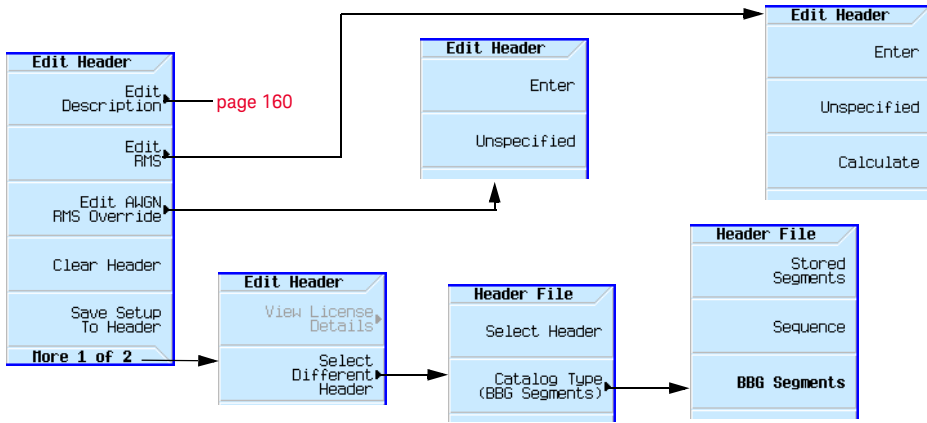 Edit Header
Edit
Description
page 160
Edit
RMS
Edit AWGN
RMS Override
Clear Header
Save Setup
To Header
More 1 of 2
Edit Header
Enter
Unspecified
Edit Header
Enter
Unspecified
Calculate
Edit Header
View License
Details
Select
Different
Header
Header File
Select Header
Catalog Type
(BBG Segments)
Header File
Stored
Segments
Sequence
BBG Segments